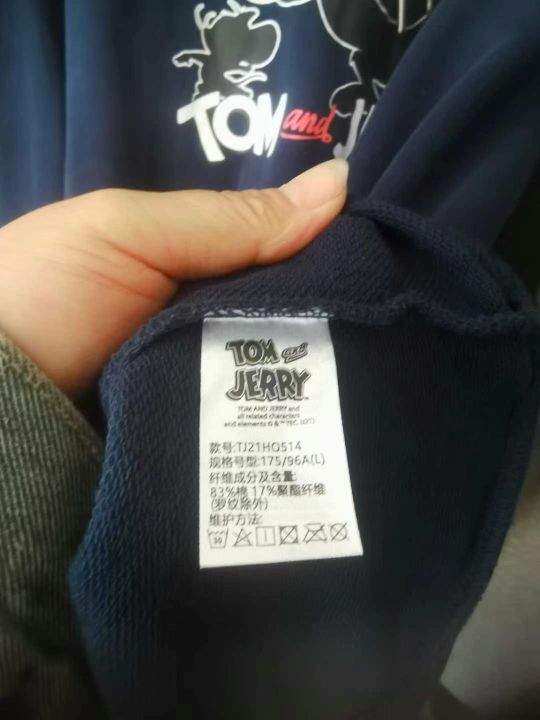 TOM and J
TOM and
JERRY
TOM AND JERRY and
all related characters
and elements © & ™ TEC. (s21)
款号:TJ21HO514
规格号型:175/96A(L)
纤维成分及含量:
83%棉 17%聚酯纤维
(罗纹除外)
维护方法:
30